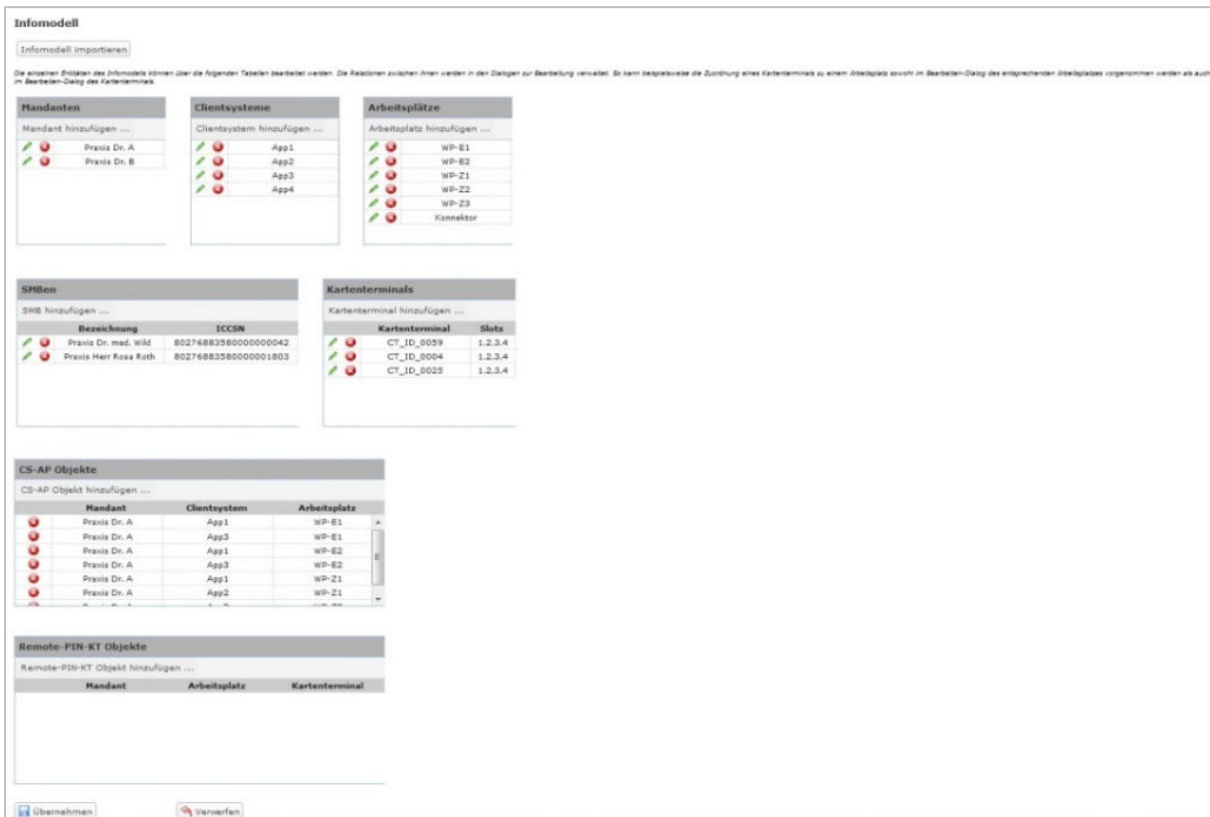 Infomodell
Infomodell importieren
Die einzelnen Entitäten des Infomodells können über die folgenden Tabellen bearbeitet werden. Die Relationen zwischen ihnen werden in den Dialogen zur Bearbeitung verwaltet. So kann beispielsweise die Zuordnung eines Kartenterminals zu einem Arbeitsplatz sowohl im Bearbeiten-Dialog des entsprechenden Arbeitsplatzes vorgenommen werden als auch
im Bearbeiten-Dialog des Kartenterminals.
Mandanten
Mandant hinzufügen ...
Praxis Dr. A
Praxis Dr. B
Clientsysteme
Clientsystem hinzufügen ...
App1
App2
App3
App4
Arbeitsplätze
Arbeitsplatz hinzufügen ...
WP-E1
WP-E2
WP-Z1
WP-Z2
WP-Z3
Konnektor
SMBen
SMB hinzufügen ...
Bezeichnung ICCSN
Praxis Dr. med. Wild 80276883580000000042
Praxis Herr Rosa Roth 80276883580000001803
Kartenterminals
Kartenterminal hinzufügen ...
Kartenterminal Slots
CT_ID_0059 1.2.3.4
CT_ID_0004 1.2.3.4
CT_ID_0025 1.2.3.4
CS-AP Objekte
CS-AP Objekt hinzufügen ...
Mandant Clientsystem Arbeitsplatz
Praxis Dr. A App1 WP-E1
Praxis Dr. A App3 WP-E1
Praxis Dr. A App1 WP-E2
Praxis Dr. A App3 WP-E2
Praxis Dr. A App1 WP-Z1
Praxis Dr. A App2 WP-Z1
Remote-PIN-KT Objekte
Remote-PIN-KT Objekt hinzufügen ...
Mandant Arbeitsplatz Kartenterminal
Übernehmen Verwerfen